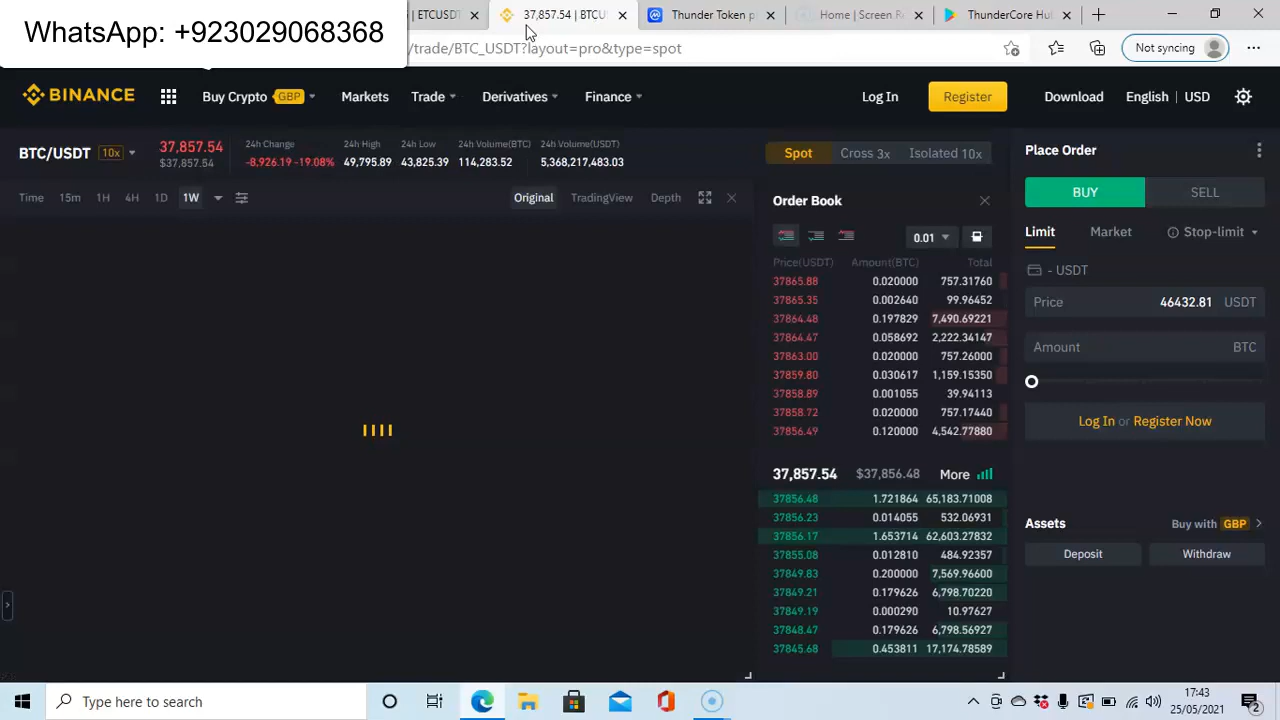 WhatsApp: +923029068368
ETCUSDT
37,857.54 | BTCU
Thunder Token p
Home | Screen Re
ThunderCore Hub
/trade/BTC_USDT?layout=pro&type=spot
Not syncing
BINANCE
Buy Crypto GBP
Markets
Trade
Derivatives
Finance
Log In
Register
Download
English | USD
BTC/USDT 10x
37,857.54
$37,857.54
24h Change
-8,926.19 -19.08%
24h High
49,795.89
24h Low
43,825.39
24h Volume(BTC)
114,283.52
24h Volume(USDT)
5,368,217,483.03
Time 15m 1H 4H 1D 1W
Original TradingView Depth
Spot Cross 3x Isolated 10x
Order Book
0.01
Price(USDT) Amount(BTC) Total
37865.88 0.020000 757.31760
37865.35 0.002640 99.96452
37864.48 0.197829 7,490.69221
37864.47 0.058692 2,222.34147
37863.00 0.020000 757.26000
37859.80 0.030617 1,159.15350
37858.89 0.001055 39.94113
37858.72 0.020000 757.17440
37856.49 0.120000 4,542.77880
37,857.54 $37,856.48 More
37856.48 1.721864 65,183.71008
37856.23 0.014055 532.06931
37856.17 1.653714 62,603.27832
37855.08 0.012810 484.92357
37849.83 0.200000 7,569.96600
37849.21 0.179626 6,798.70220
37849.19 0.000290 10.97627
37848.47 0.179626 6,798.56927
37845.68 0.453811 17,174.78589
Place Order
BUY SELL
Limit Market Stop-limit
- USDT
Price 46432.81 USDT
Amount BTC
Log In or Register Now
Assets Buy with GBP
Deposit Withdraw
Type here to search
17:43
25/05/2021
2